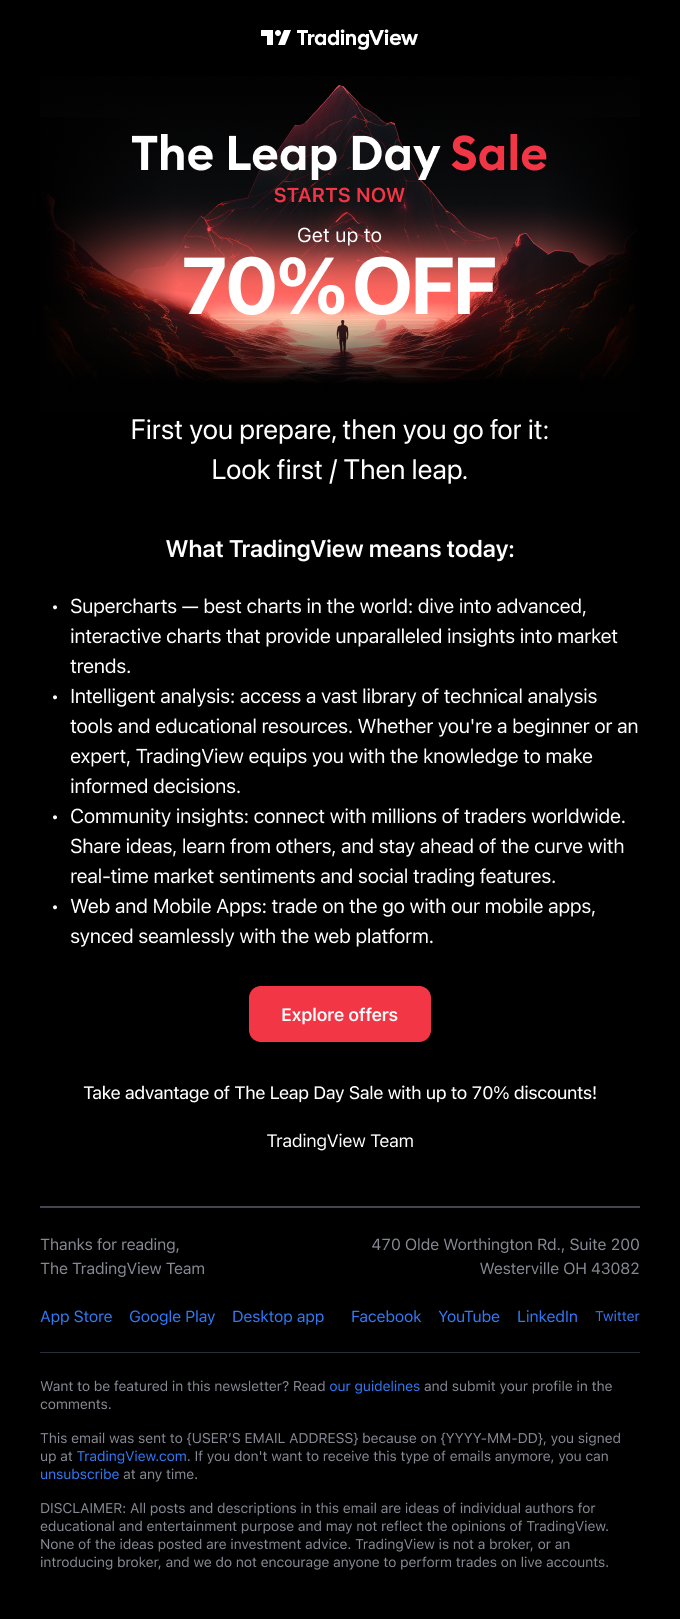 TradingView
The Leap Day Sale
STARTS NOW
Get up to
70% OFF
First you prepare, then you go for it:
Look first / Then leap.
What TradingView means today:
• Supercharts — best charts in the world: dive into advanced,
interactive charts that provide unparalleled insights into market
trends.
• Intelligent analysis: access a vast library of technical analysis
tools and educational resources. Whether you're a beginner or an
expert, TradingView equips you with the knowledge to make
informed decisions.
• Community insights: connect with millions of traders worldwide.
Share ideas, learn from others, and stay ahead of the curve with
real-time market sentiments and social trading features.
• Web and Mobile Apps: trade on the go with our mobile apps,
synced seamlessly with the web platform.
Explore offers
Take advantage of The Leap Day Sale with up to 70% discounts!
TradingView Team
Thanks for reading,
The TradingView Team
470 Olde Worthington Rd., Suite 200
Westerville OH 43082
App Store Google Play Desktop app Facebook YouTube LinkedIn Twitter
Want to be featured in this newsletter? Read our guidelines and submit your profile in the
comments.
This email was sent to {USER’S EMAIL ADDRESS} because on {YYYY-MM-DD}, you signed
up at TradingView.com. If you don't want to receive this type of emails anymore, you can
unsubscribe at any time.
DISCLAIMER: All posts and descriptions in this email are ideas of individual authors for
educational and entertainment purpose and may not reflect the opinions of TradingView.
None of the ideas posted are investment advice. TradingView is not a broker, or an
introducing broker, and we do not encourage anyone to perform trades on live accounts.